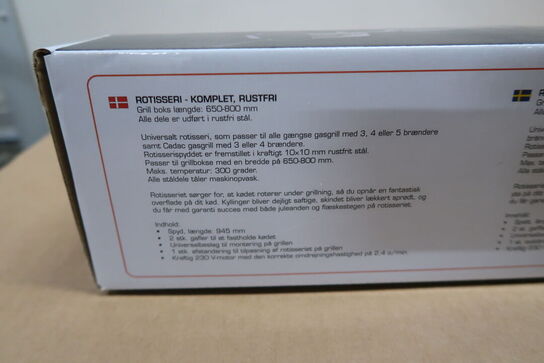 ROTISSERI - KOMPLET, RUSTFRI
Grill boks længde: 650-800 mm
Alle dele er udført i rustfri stål.
Universalt rotisseri, som passer til alle gængse gasgrill med 3, 4 eller 5 brændere
samt Cadac gasgrill med 3 eller 4 brændere.
Rotisserispyddet er fremstillet i kraftigt 10x10 mm rustfrit stål.
Passer til grillbokse med en bredde på 650-800 mm.
Maks. temperatur: 300 grader.
Alle ståldele tåler maskinopvask.
Rotisseriet sørger for, at kødet roterer under grillning, så du opnår en fantastisk
overflade på dit kød. Kyllinger bliver dejligt saftige, skindet bliver lækkert sprødt, og
du får med garanti succes med både juleanden og flæskestegen på rotisseriet.
Indhold:
• Spyd, længde: 945 mm
• 2 stk. gafler til at fastholde kødet
• Universelbeslag til montering på grillen
• 1 stk. afstandering til tilpasning af rotisseriet på grillen
• Kraftig 230 V-motor med den korrekte omdrejningshastighed på 2,4 o/min